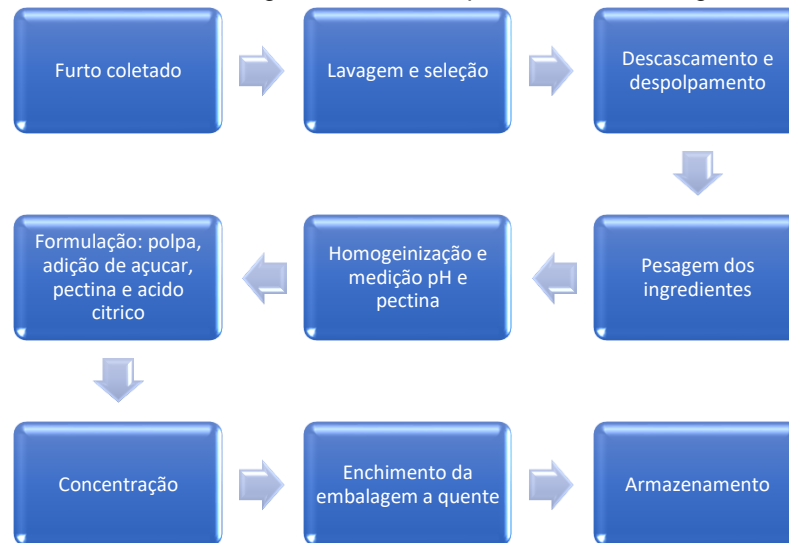 Furto coletado
Lavagem e seleção
Descascamento e
despolpamento
Pesagem dos
ingredientes
Homogeinização e
medição pH e
pectina
Formulação: polpa,
adição de açucar,
pectina e acido
citrico
Concentração
Enchimento da
embalagem a quente
Armazenamento